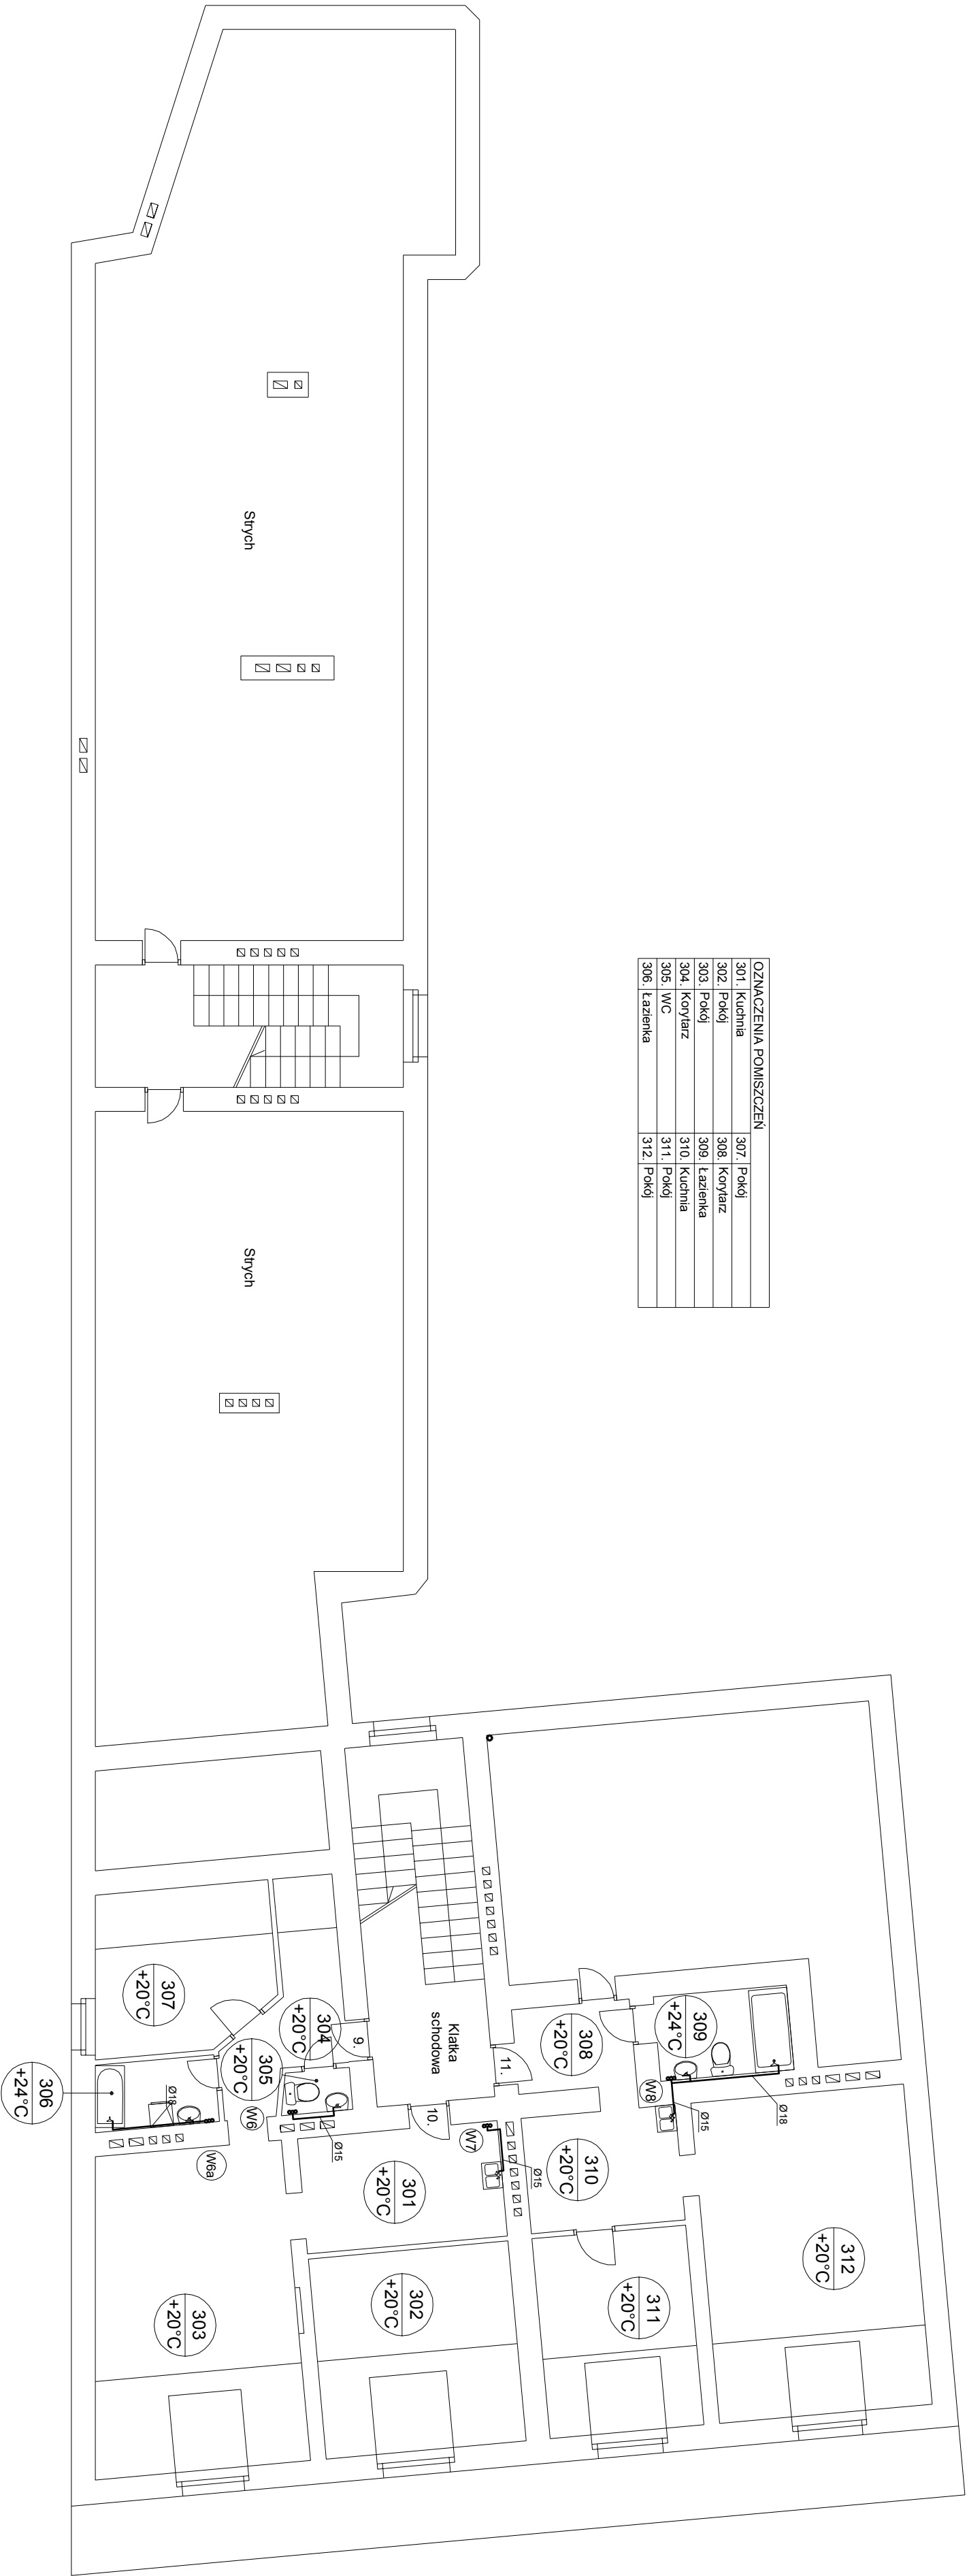 OZNACZENIA POMISZCZEŃ
301. Kuchnia 307. Pokój
302. Pokój 308. Korytarz
303. Pokój 309. Łazienka
304. Korytarz 310. Kuchnia
305. WC 311. Pokój
306. Łazienka 312. Pokój
Strych
Strych
Klatka
schodowa
312
+20°C
309
+24°C
Ø18
W8
Ø15
311
+20°C
308
+20°C
310
+20°C
11.
Ø15
W7
10.
9.
302
+20°C
301
+20°C
304
+20°C
Ø15
305
+20°C
W6
W6a
303
+20°C
307
+20°C
Ø18
306
+24°C